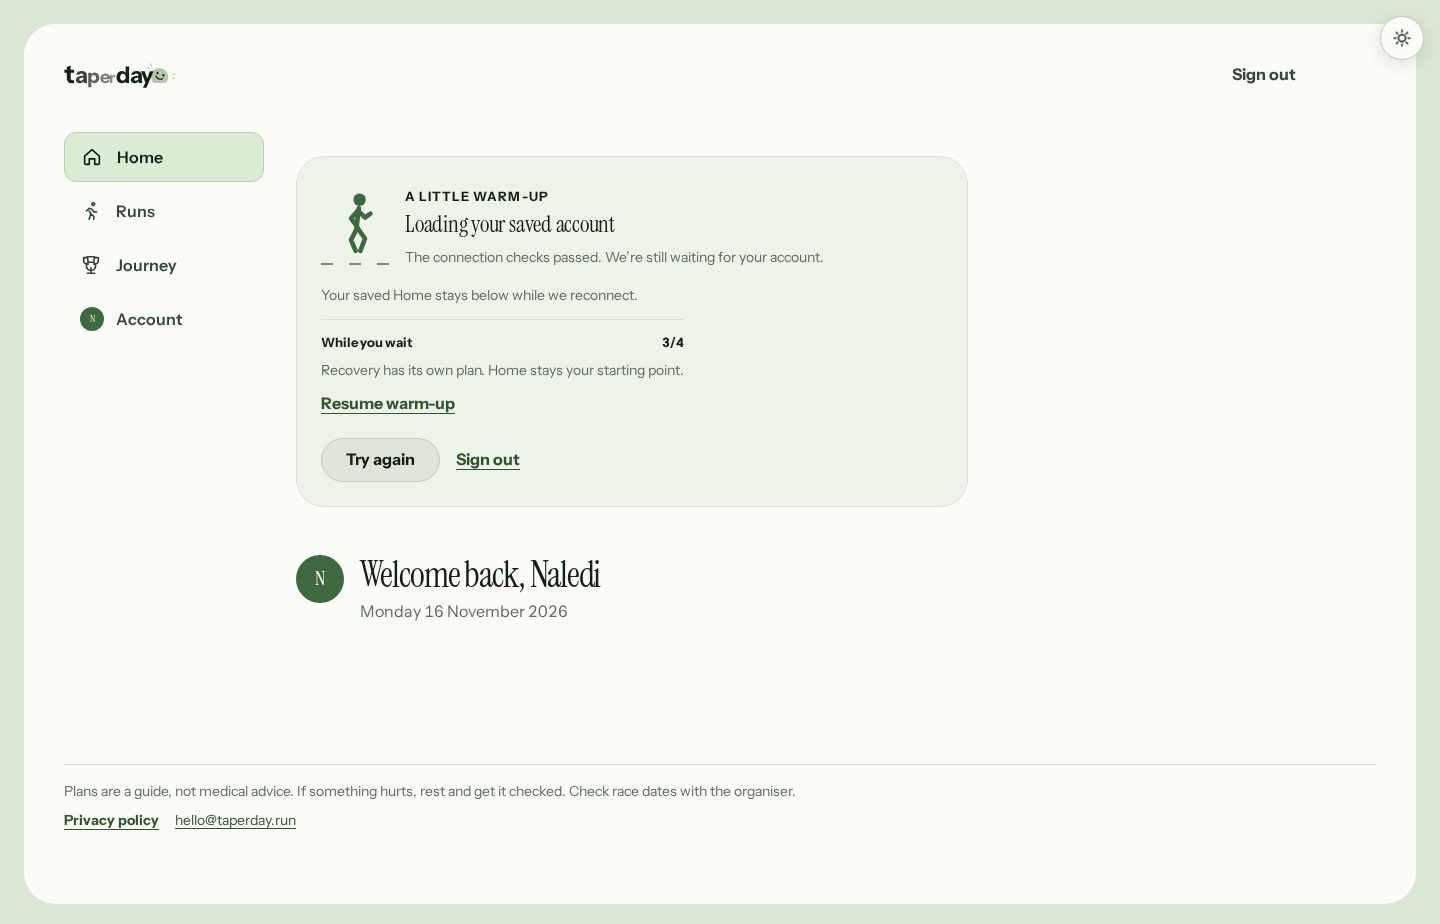 taperday
Sign out
Home
Runs
Journey
N
Account
A LITTLE WARM-UP
Loading your saved account
The connection checks passed. We're still waiting for your account.
Your saved Home stays below while we reconnect.
While you wait
3/4
Recovery has its own plan. Home stays your starting point.
Resume warm-up
Try again
Sign out
N
Welcome back, Naledi
Monday 16 November 2026
Plans are a guide, not medical advice. If something hurts, rest and get it checked. Check race dates with the organiser.
Privacy policy
hello@taperday.run